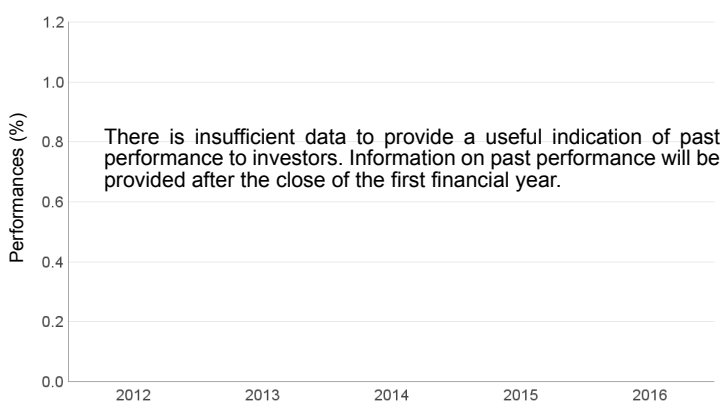 1.2
1.0
Performances (%)
0.8
There is insufficient data to provide a useful indication of past
performance to investors. Information on past performance will be
provided after the close of the first financial year.
0.6
0.4
0.2
0.0
2012 2013 2014 2015 2016